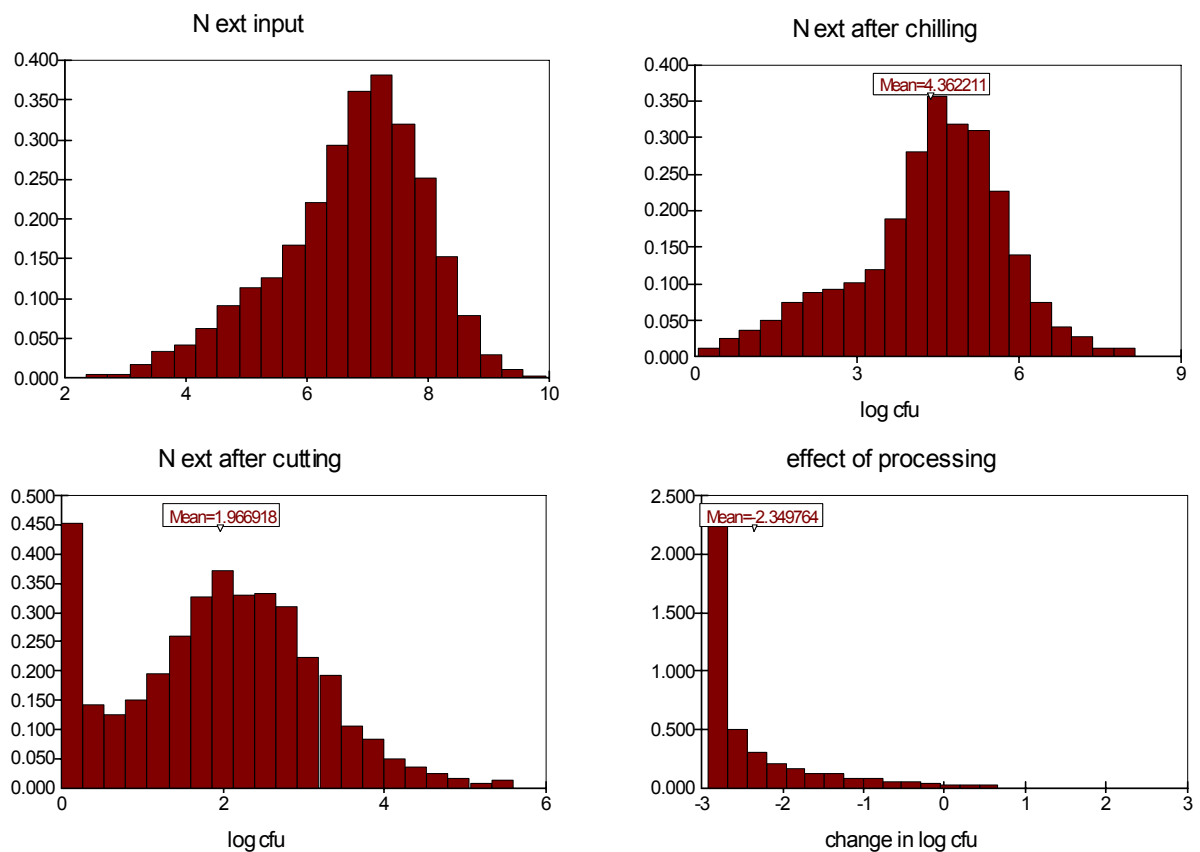 N ext input
0.400
0.350
0.300
0.250
0.200
0.150
0.100
0.050
0.000
2 4 6 8 10
N ext after chilling
Mean=4.362211
0.400
0.350
0.300
0.250
0.200
0.150
0.100
0.050
0.000
0 3 6 9
log cfu
N ext after cutting
Mean=1.966918
0.500
0.450
0.400
0.350
0.300
0.250
0.200
0.150
0.100
0.050
0.000
0 2 4 6
log cfu
effect of processing
Mean=-2.349764
2.500
2.000
1.500
1.000
0.500
0.000
-3 -2 -1 0 1 2 3
change in log cfu